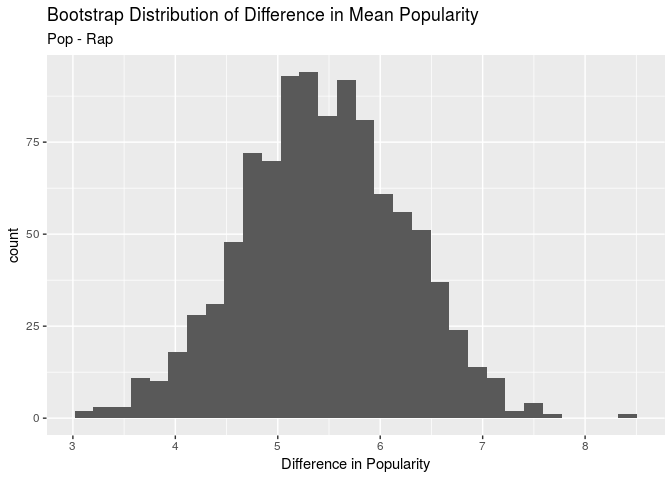 Bootstrap Distribution of Difference in Mean Popularity
Pop - Rap
75
50
25
0
count
3 4 5 6 7 8
Difference in Popularity